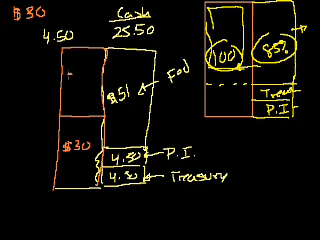 $30
Cash
4.50
25.50
100
85%
$51
Fed
Treas
P.I.
$30
4.50
P.I.
4.50
Treasury